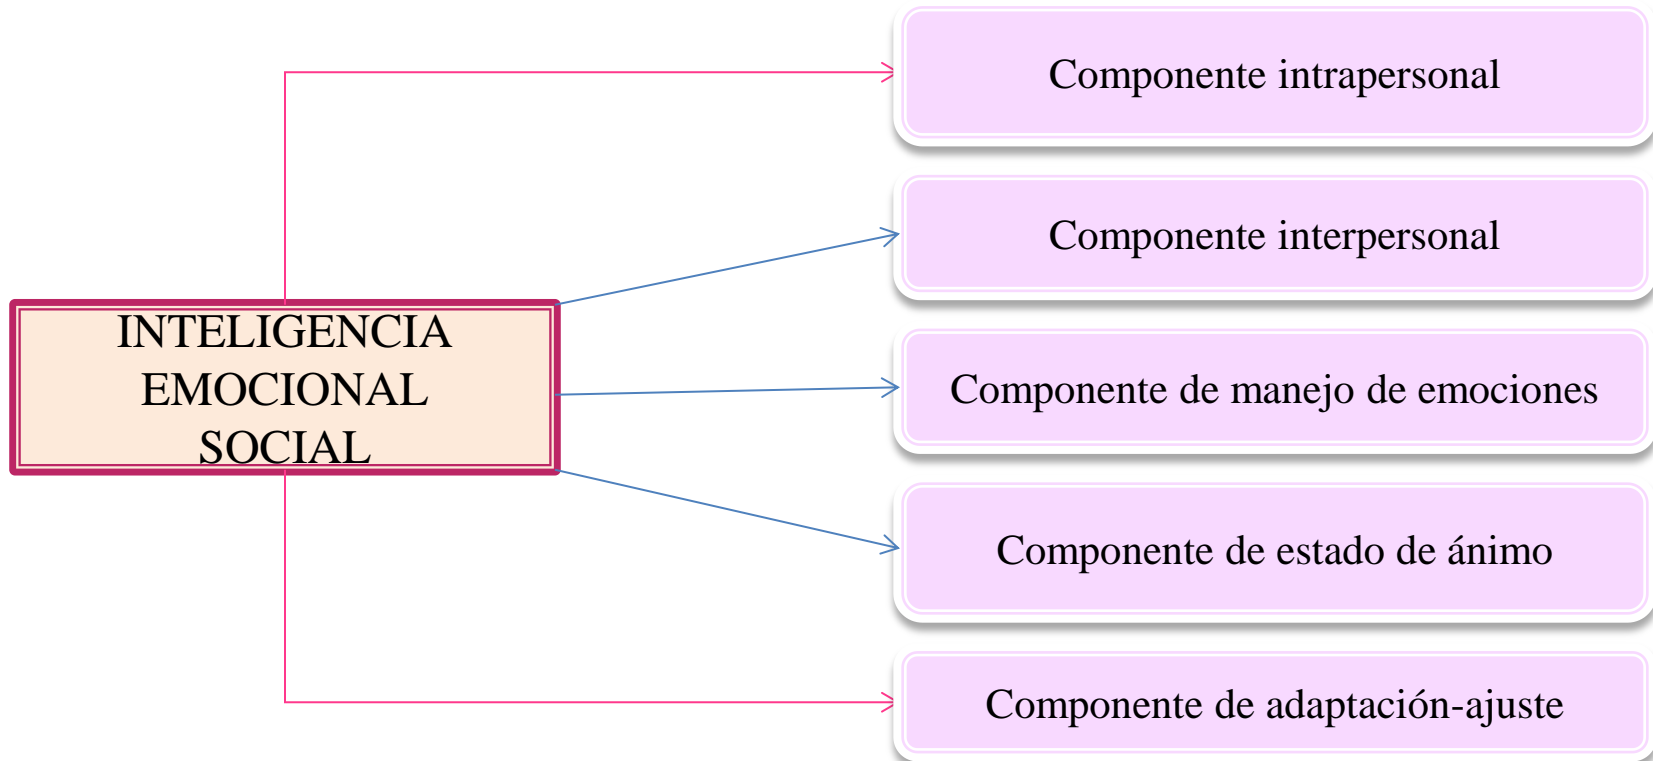 Componente intrapersonal
Componente interpersonal
INTELIGENCIA
EMOCIONAL
SOCIAL
Componente de manejo de emociones
Componente de estado de ánimo
Componente de adaptación-ajuste